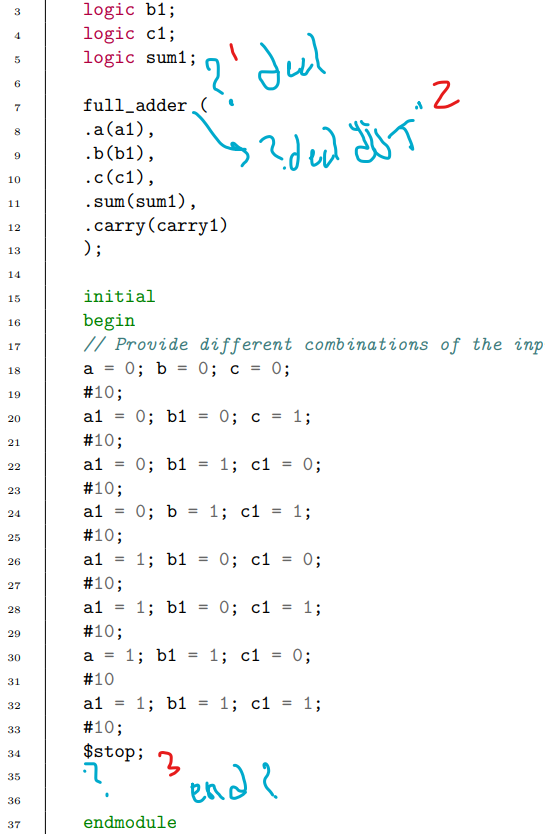 3 logic b1;
4 logic c1;
5 logic sum1; 1
6 ?
7 full_adder ( 2
8 .a(a1),
9 .b(b1),
10 .c(c1),
11 .sum(sum1),
12 .carry(carry1)
13 );
14
15 initial
16 begin
17 // Provide different combinations of the inp
18 a = 0; b = 0; c = 0;
19 #10;
20 a1 = 0; b1 = 0; c = 1;
21 #10;
22 a1 = 0; b1 = 1; c1 = 0;
23 #10;
24 a1 = 0; b = 1; c1 = 1;
25 #10;
26 a1 = 1; b1 = 0; c1 = 0;
27 #10;
28 a1 = 1; b1 = 0; c1 = 1;
29 #10;
30 a = 1; b1 = 1; c1 = 0;
31 #10
32 a1 = 1; b1 = 1; c1 = 1;
33 #10;
34 $stop; 3
35 ? end ?
36
37 endmodule